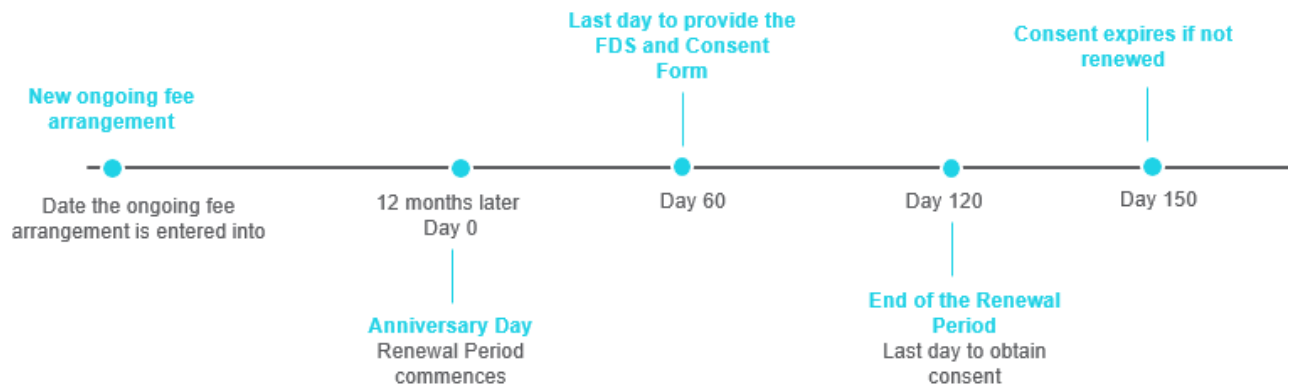 New ongoing fee
arrangement
Date the ongoing fee
arrangement is entered into
12 months later
Day 0
Anniversary Day
Renewal Period
commences
Last day to provide the
FDS and Consent
Form
Day 60
Day 120
End of the Renewal
Period
Last day to obtain
consent
Consent expires if not
renewed
Day 150